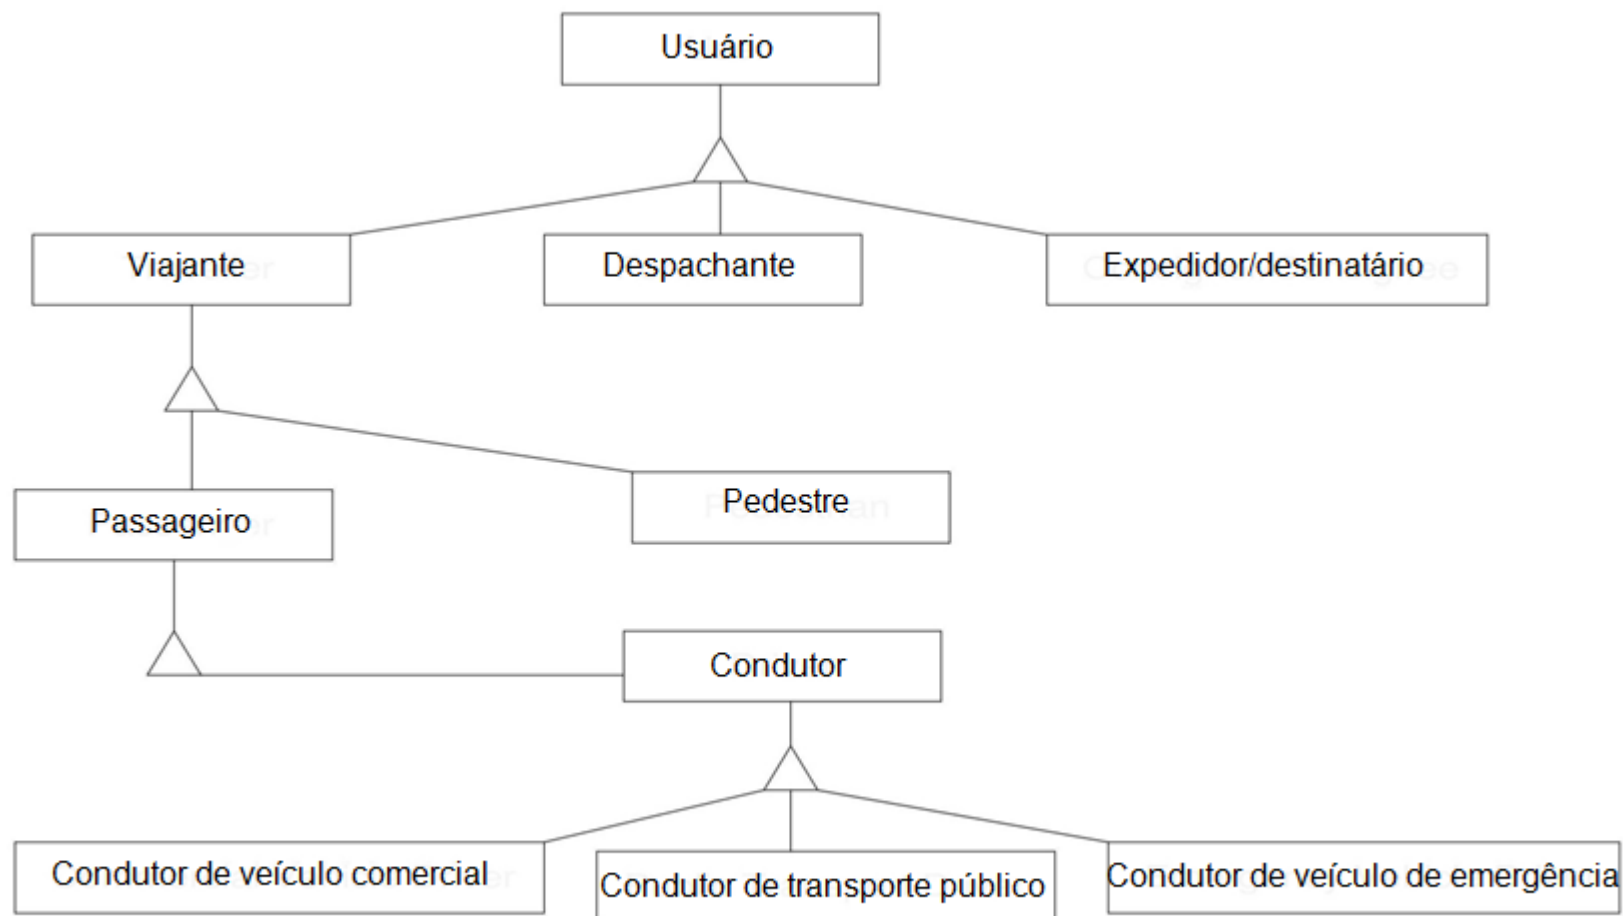 Usuário
Viajante
Despachante
Expedidor/destinatário
Passageiro
Pedestre
Condutor
Condutor de veículo comercial
Condutor de transporte público
Condutor de veículo de emergência